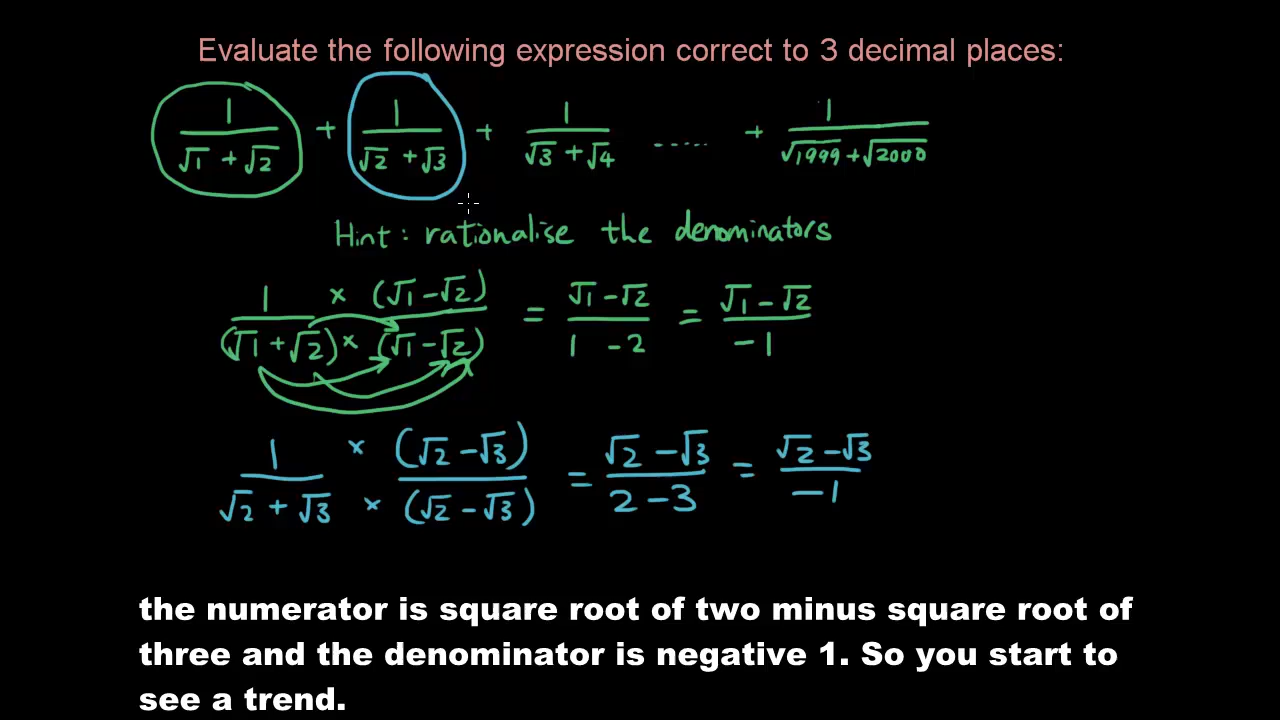 Evaluate the following expression correct to 3 decimal places:
1/(√1 + √2) + 1/(√2 + √3) + 1/(√3 + √4) ..... + 1/(√1999 + √2000)
Hint : rationalise the denominators
1/(√1 + √2) × (√1 − √2)/(√1 − √2) = (√1 − √2)/(1 − 2) = (√1 − √2)/−1
1/(√2 + √3) × (√2 − √3)/(√2 − √3) = (√2 − √3)/(2 − 3) = (√2 − √3)/−1
the numerator is square root of two minus square root of
three and the denominator is negative 1. So you start to
see a trend.